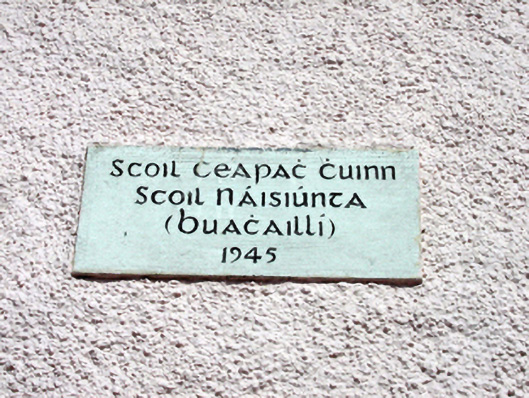 Scoil Ceapaċ Ċuinn
Scoil Náisiúnta
(Buaċaillí)
1945